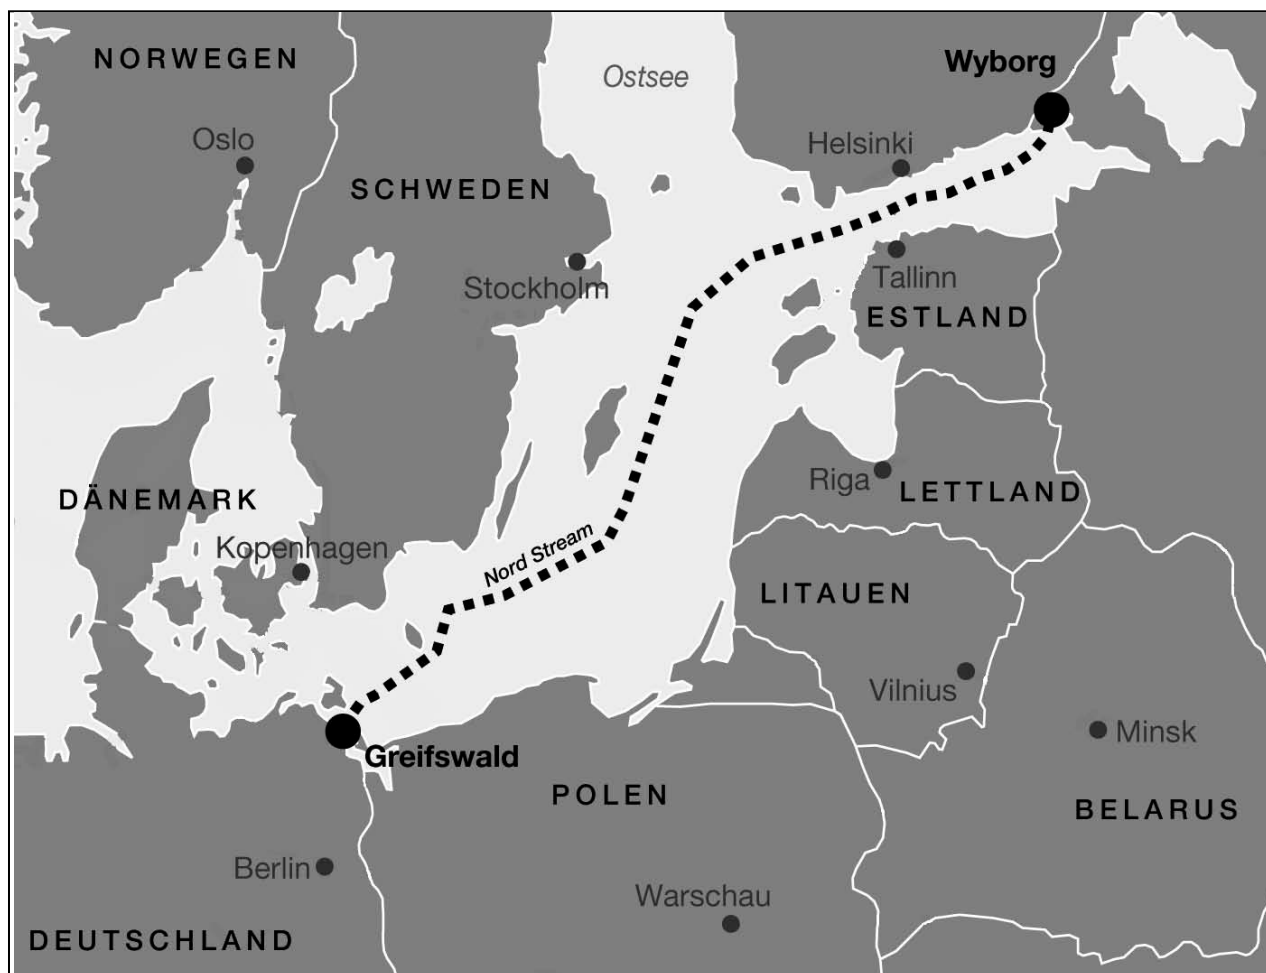 NORWEGEN
Ostsee
Wyborg
Oslo
Helsinki
SCHWEDEN
Stockholm
Tallinn
ESTLAND
DÄNEMARK
Riga
LETTLAND
Kopenhagen
Nord Stream
LITAUEN
Vilnius
Minsk
Greifswald
POLEN
BELARUS
Berlin
Warschau
DEUTSCHLAND